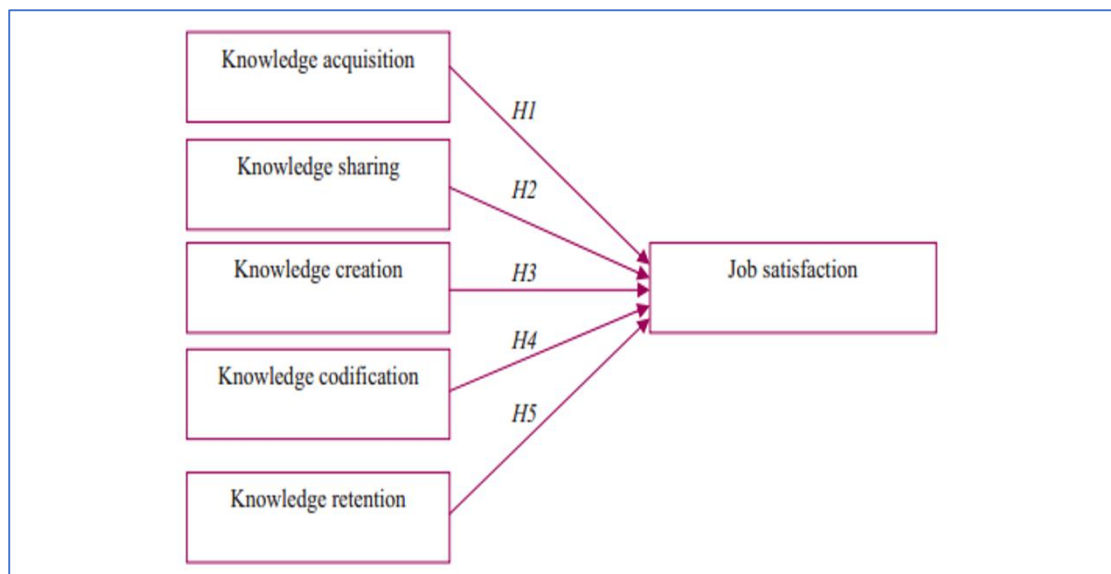 Knowledge acquisition
H1
Knowledge sharing
H2
Knowledge creation
H3
Job satisfaction
H4
Knowledge codification
H5
Knowledge retention